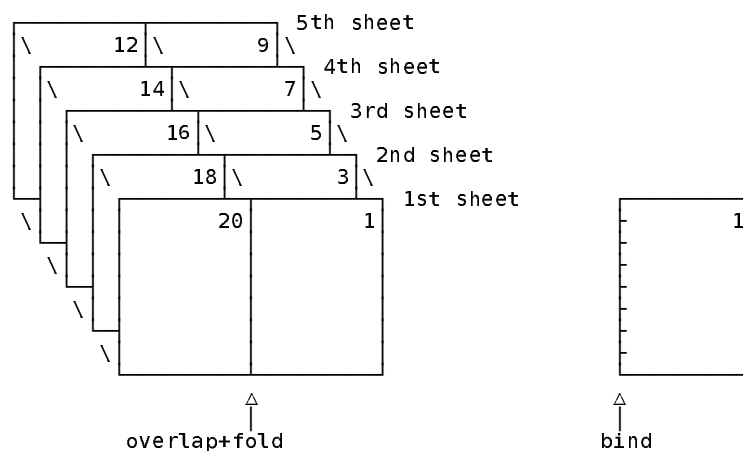 5th sheet
12 9
4th sheet
14 7
3rd sheet
16 5
2nd sheet
18 3
1st sheet
20 1 1
overlap+fold bind